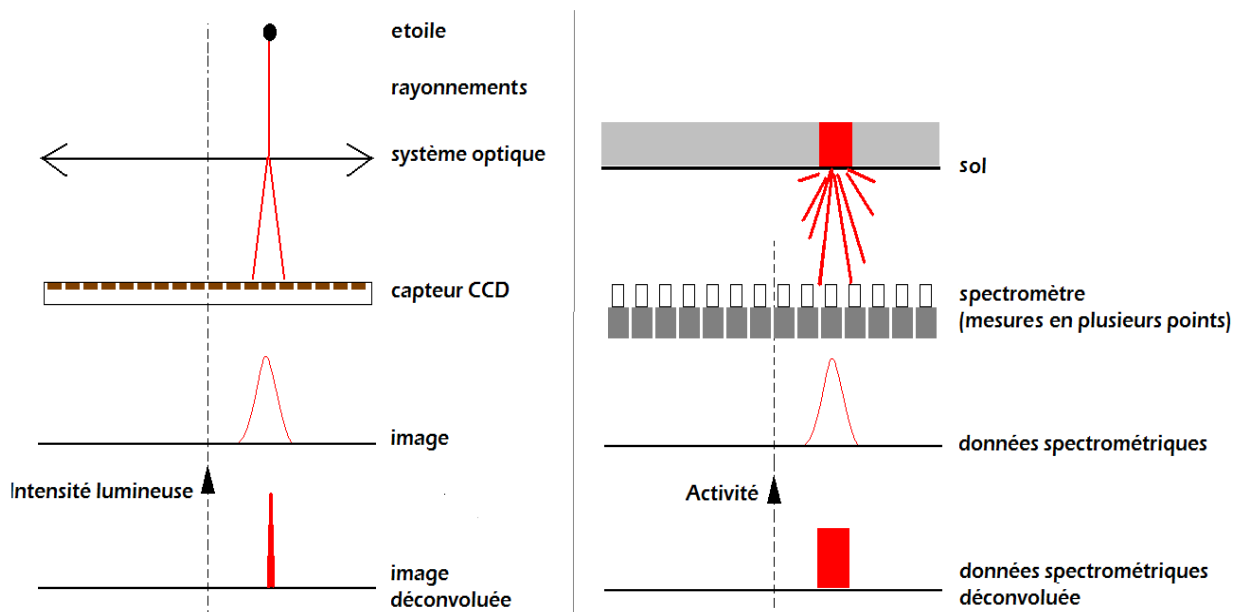 etoile
rayonnements
système optique
capteur CCD
image
Intensité lumineuse
image
déconvoluée
sol
spectromètre
(mesures en plusieurs points)
données spectrométriques
Activité
données spectrométriques
déconvoluée